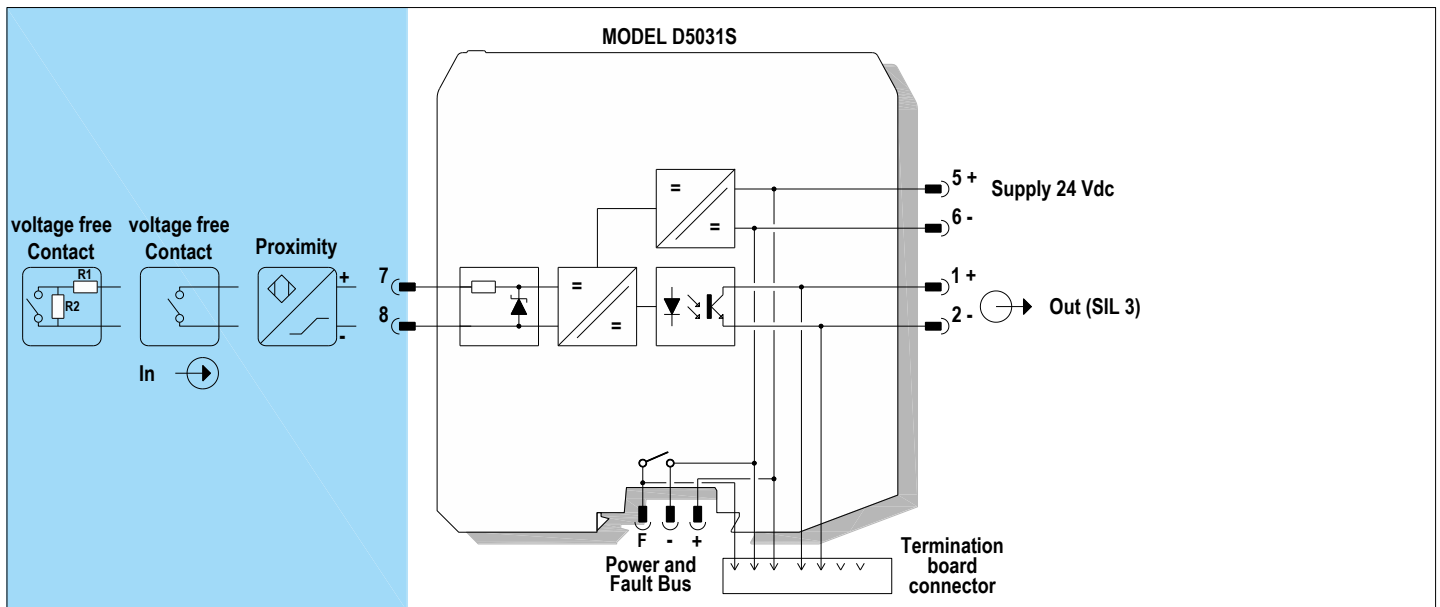 MODEL D5031S
5 +
Supply 24 Vdc
6 -
voltage free
Contact
voltage free
Contact
Proximity
R1
R2
+
-
7
8
=
=
=
=
1 +
2 -
Out (SIL 3)
In
F - +
Power and
Fault Bus
Termination
board
connector